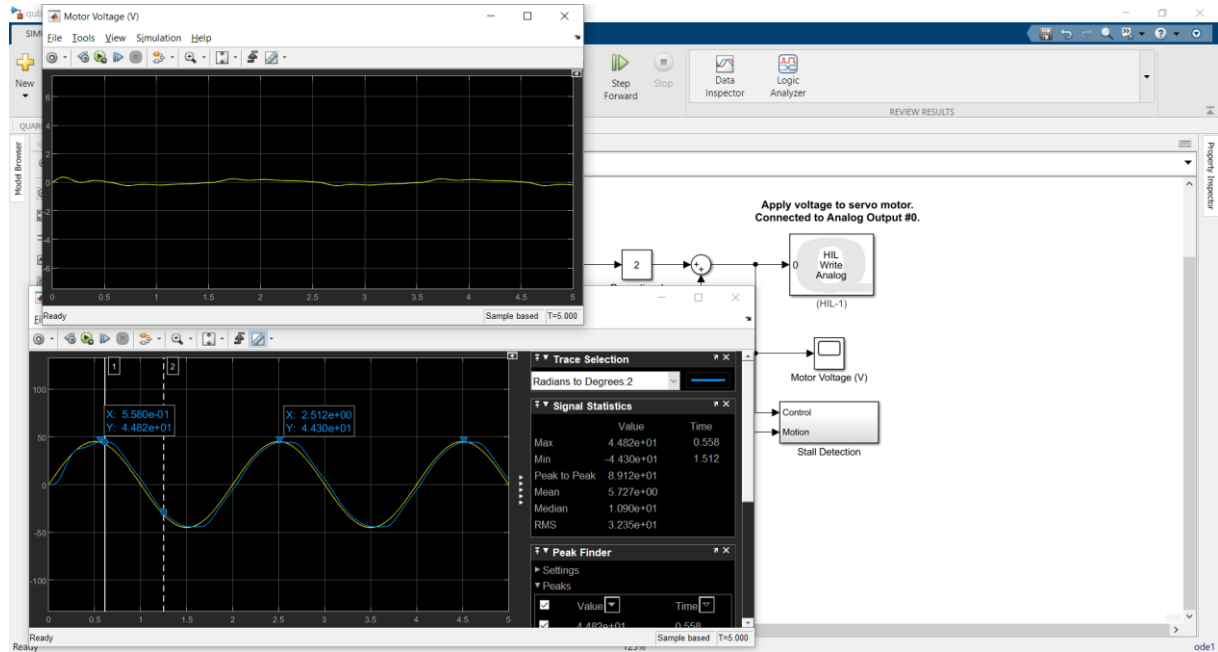 qub
Motor Voltage (V)
File Tools View Simulation Help
SIM
New
Step Forward
Stop
Data Inspector
Logic Analyzer
REVIEW RESULTS
QUAR
Model Browser
Property Inspector
6
4
2
0
-2
-4
-6
0 0.5 1 1.5 2 2.5 3 3.5 4 4.5 5
Ready
Sample based T=5.000
Apply voltage to servo motor.
Connected to Analog Output #0.
2
+
+
0
HIL
Write
Analog
(HIL-1)
Motor Voltage (V)
Control
Motion
Stall Detection
1
2
X: 5.580e-01
Y: 4.482e+01
X: 2.512e+00
Y: 4.430e+01
100
50
0
-50
-100
0 0.5 1 1.5 2 2.5 3 3.5 4 4.5 5
Trace Selection
Radians to Degrees:2
Signal Statistics
Value Time
Max 4.482e+01 0.558
Min -4.430e+01 1.512
Peak to Peak 8.912e+01
Mean 5.727e+00
Median 1.090e+01
RMS 3.235e+01
Peak Finder
Settings
Peaks
Value Time
4.482e+01 0.558
Ready
Sample based T=5.000
Ready
125%
ode1